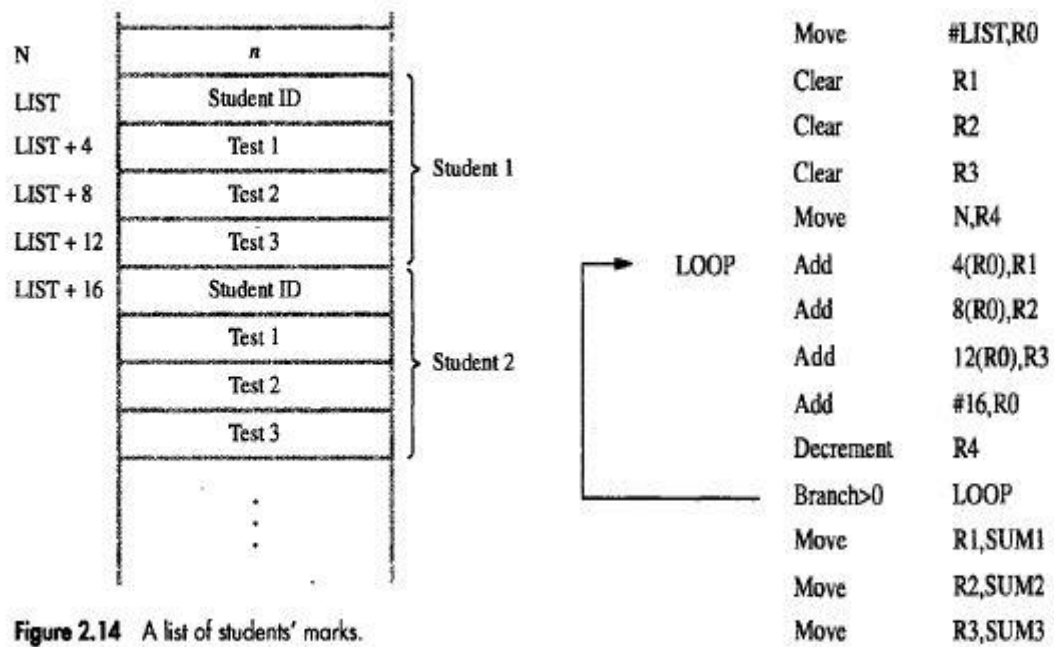 N n
LIST Student ID
LIST + 4 Test 1
LIST + 8 Test 2
LIST + 12 Test 3
Student 1
LIST + 16 Student ID
Test 1
Test 2
Test 3
Student 2
Figure 2.14 A list of students' marks.
Move #LIST,R0
Clear R1
Clear R2
Clear R3
Move N,R4
LOOP Add 4(R0),R1
Add 8(R0),R2
Add 12(R0),R3
Add #16,R0
Decrement R4
Branch>0 LOOP
Move R1,SUM1
Move R2,SUM2
Move R3,SUM3